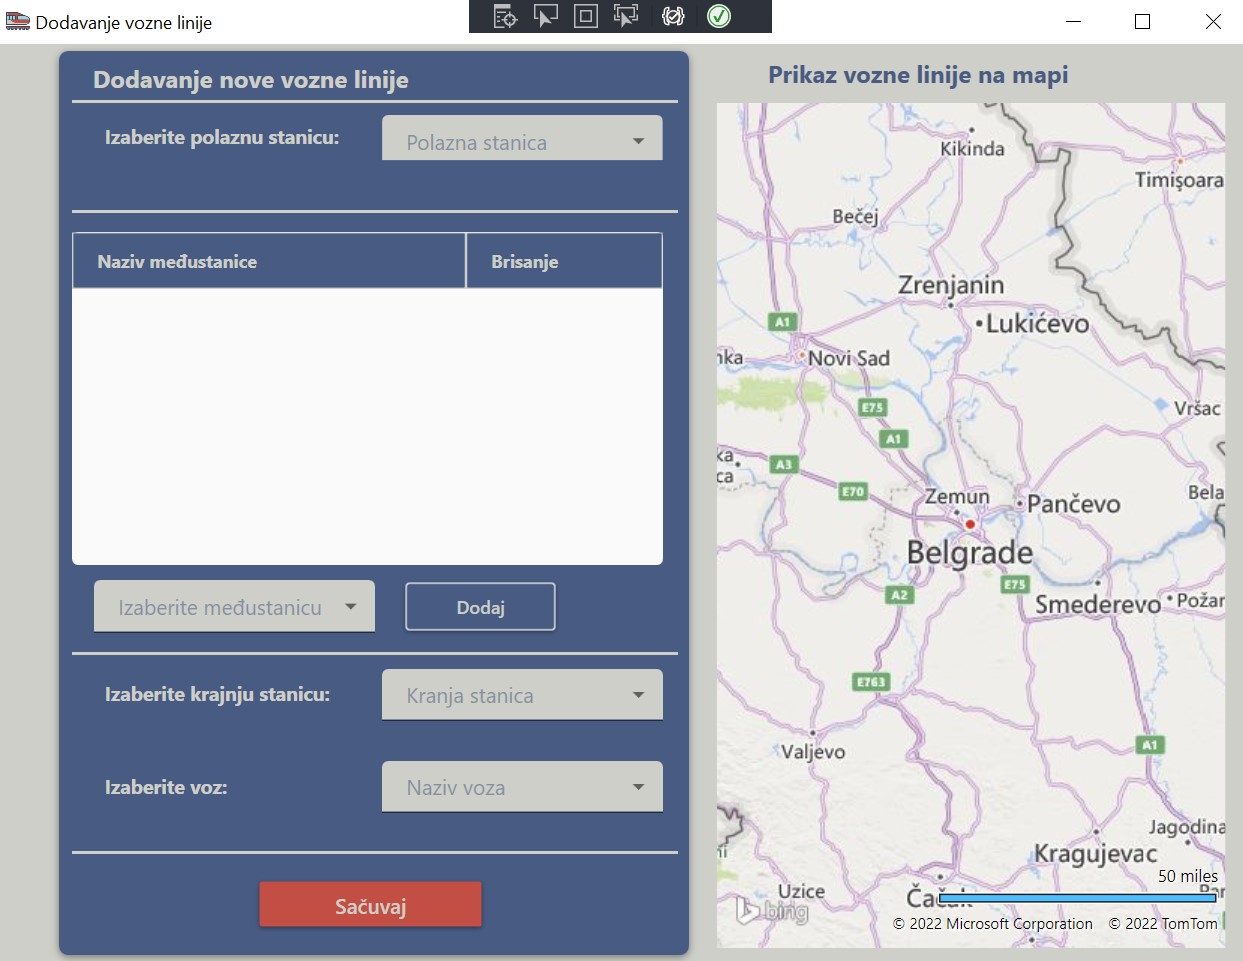 Dodavanje vozne linije
Dodavanje nove vozne linije
Izaberite polaznu stanicu:
Polazna stanica
Naziv međustanice
Brisanje
Izaberite međustanicu
Dodaj
Izaberite krajnju stanicu:
Kranja stanica
Izaberite voz:
Naziv voza
Sačuvaj
Prikaz vozne linije na mapi
Kikinda
Timişoara
Bečej
Zrenjanin
Lukićevo
A1
nka
Novi Sad
E75
Vršac
A1
ka
ca
A3
E70
Zemun
Pančevo
Bela
Belgrade
E75
A2
Smederevo
Požar
E763
Valjevo
A1
Jagodina
Kragujevac
50 miles
Uzice
Čačak
bing
© 2022 Microsoft Corporation
© 2022 TomTom